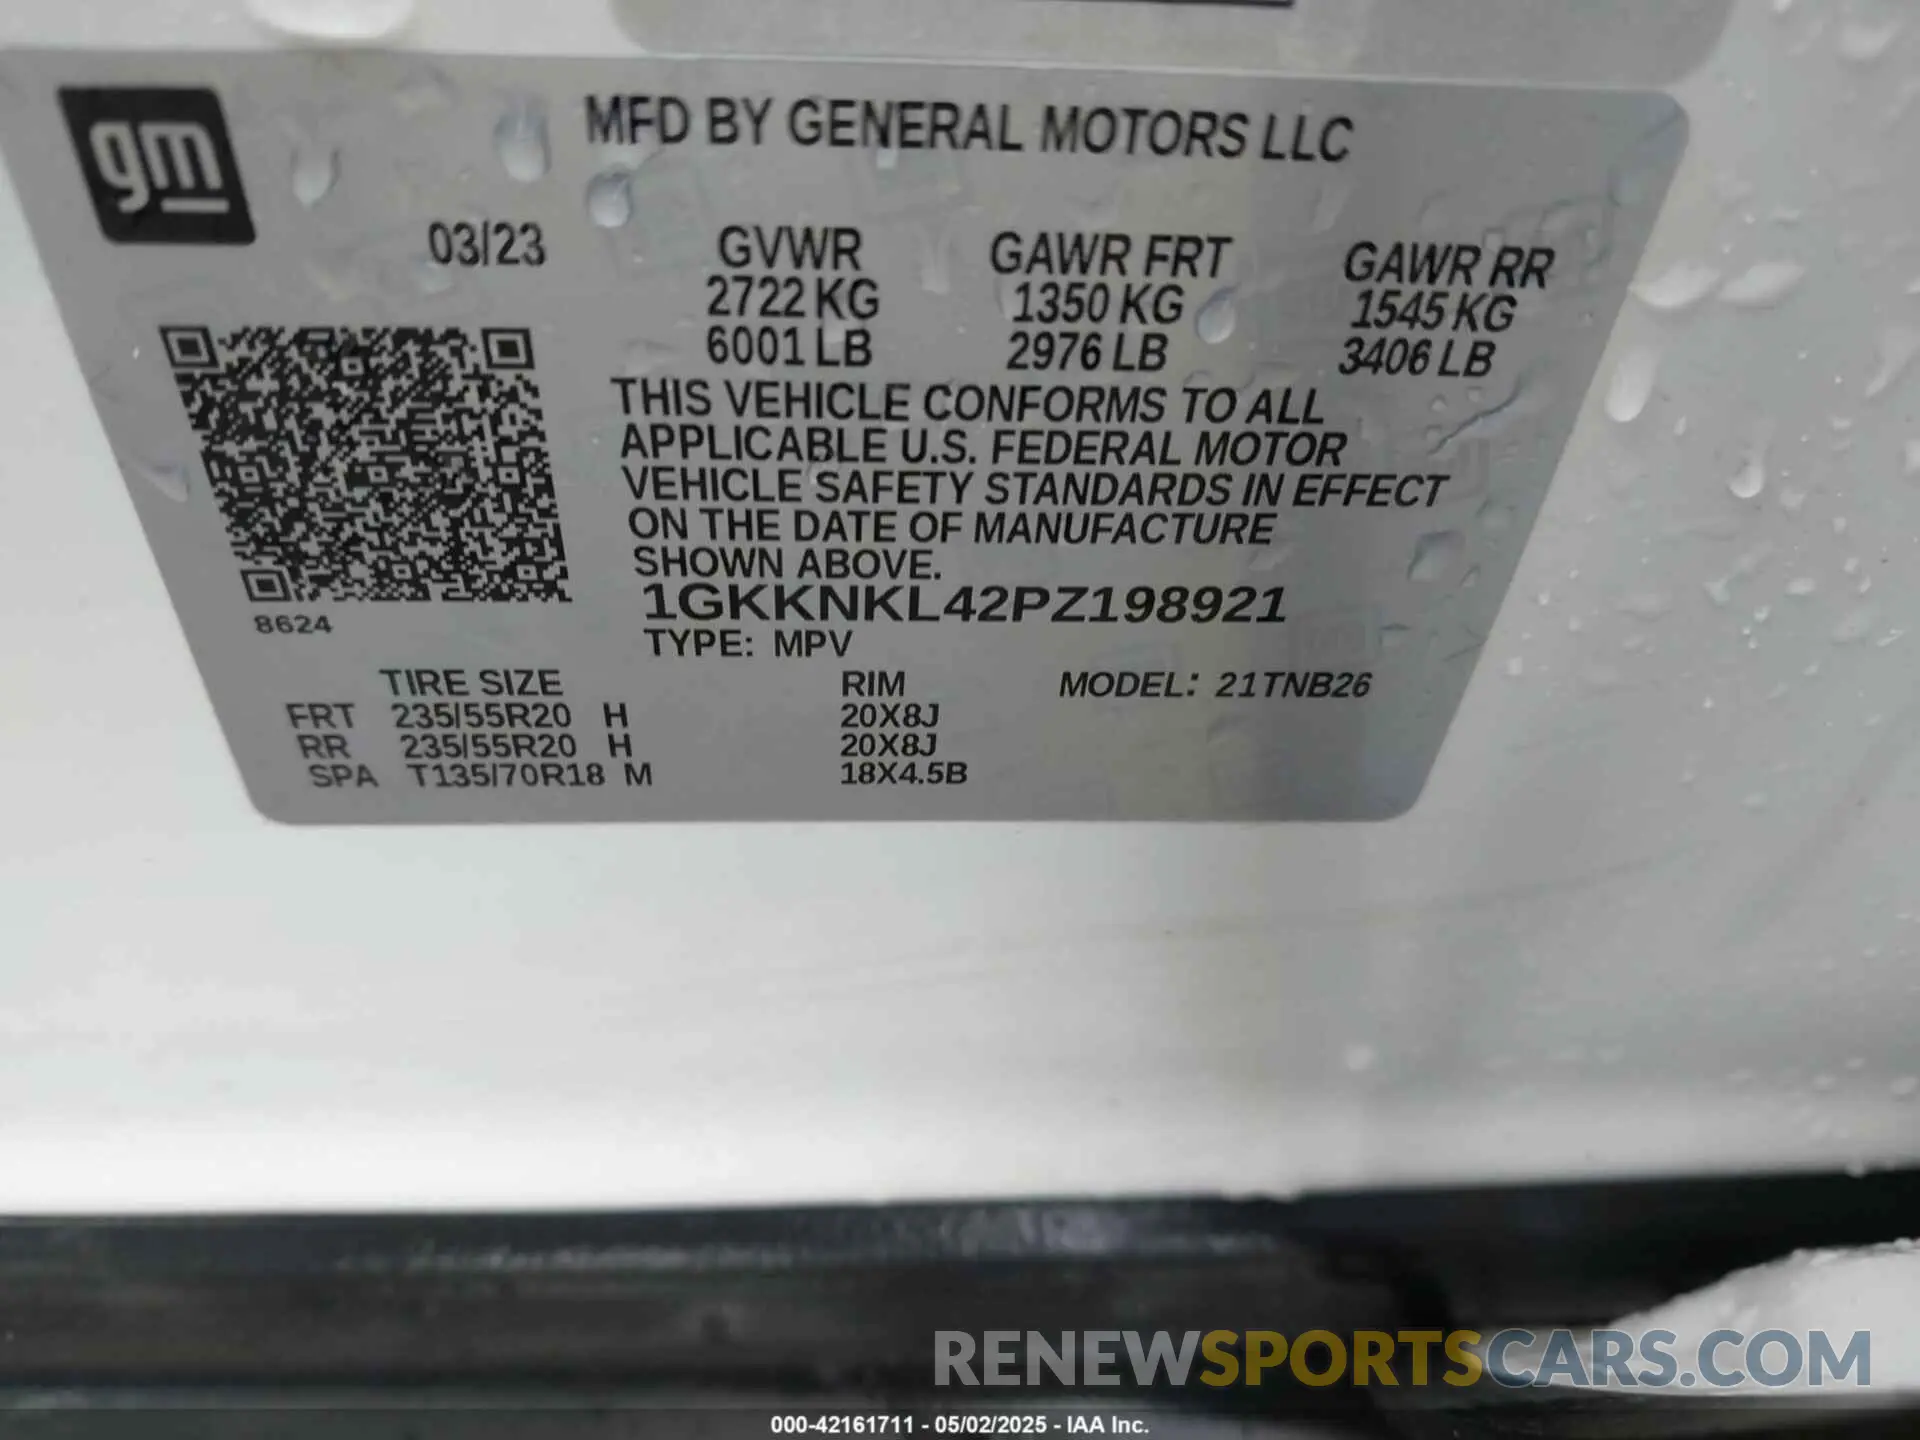 gm
MFD BY GENERAL MOTORS LLC
03/23
GVWR GAWR FRT GAWR RR
2722 KG 1350 KG 1545 KG
6001 LB 2976 LB 3406 LB
THIS VEHICLE CONFORMS TO ALL
APPLICABLE U.S. FEDERAL MOTOR
VEHICLE SAFETY STANDARDS IN EFFECT
ON THE DATE OF MANUFACTURE
SHOWN ABOVE.
1GKKNKL42PZ198921
8624
TYPE: MPV
TIRE SIZE RIM MODEL: 21TNB26
FRT 235/55R20 H 20X8J
RR 235/55R20 H 20X8J
SPA T135/70R18 M 18X4.5B
RENEWSPORTSCARS.COM
000-42161711 - 05/02/2025 - IAA Inc.